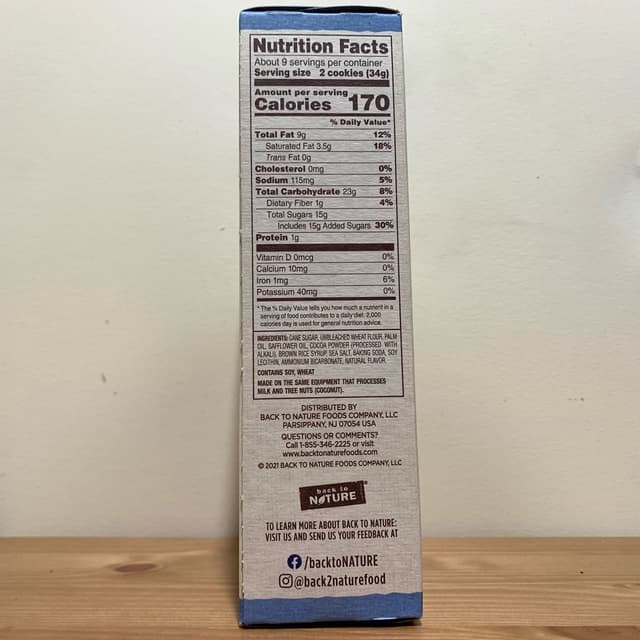 Nutrition Facts
About 9 servings per container
Serving size 2 cookies (34g)
Amount per serving
Calories 170
% Daily Value*
Total Fat 9g 12%
Saturated Fat 3.5g 18%
Trans Fat 0g
Cholesterol 0mg 0%
Sodium 115mg 5%
Total Carbohydrate 23g 8%
Dietary Fiber 1g 4%
Total Sugars 15g
Includes 15g Added Sugars 30%
Protein 1g
Vitamin D 0mcg 0%
Calcium 10mg 0%
Iron 1mg 6%
Potassium 40mg 0%
* The % Daily Value tells you how much a nutrient in a
serving of food contributes to a daily diet. 2,000
calories day is used for general nutrition advice.
INGREDIENTS: CANE SUGAR, UNBLEACHED WHEAT FLOUR, PALM
OIL, SAFFLOWER OIL, COCOA POWDER (PROCESSED WITH
ALKALI), BROWN RICE SYRUP, SEA SALT, BAKING SODA, SOY
LECITHIN, AMMONIUM BICARBONATE, NATURAL FLAVOR.
CONTAINS SOY, WHEAT
MADE ON THE SAME EQUIPMENT THAT PROCESSES
MILK AND TREE NUTS (COCONUT).
DISTRIBUTED BY
BACK TO NATURE FOODS COMPANY, LLC
PARSIPPANY, NJ 07054 USA
QUESTIONS OR COMMENTS?
Call 1-855-346-2225 or visit
www.backtonaturefoods.com
© 2021 BACK TO NATURE FOODS COMPANY, LLC
back to
NATURE®
TO LEARN MORE ABOUT BACK TO NATURE:
VISIT US AND SEND US YOUR FEEDBACK AT
/backtoNATURE
@back2naturefood